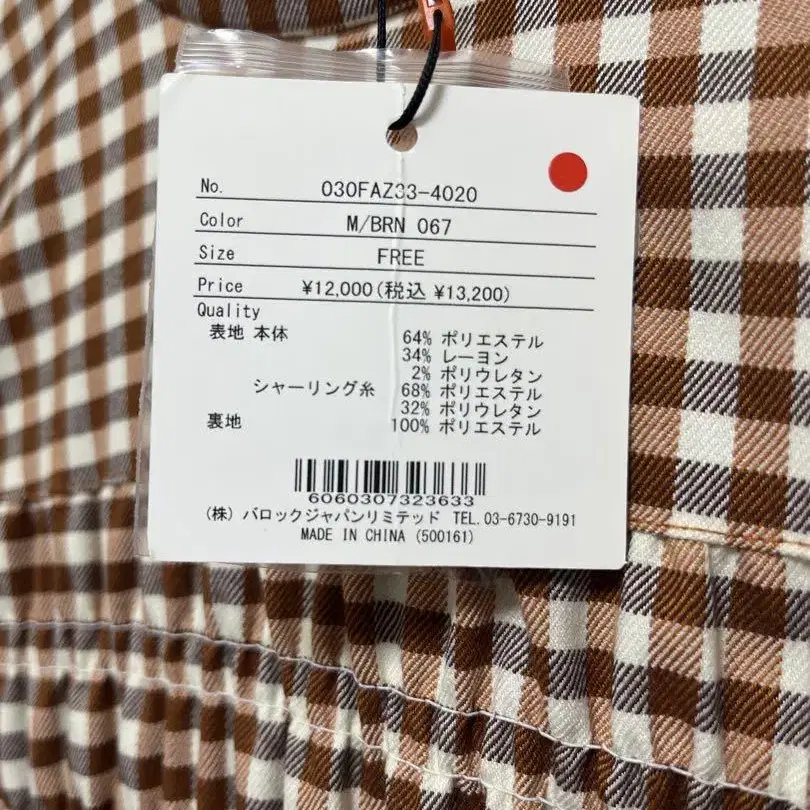 No. 030FAZ33-4020
Color M/BRN 067
Size FREE
Price ¥12,000(税込 ¥13,200)
Quality
表地 本体 64% ポリエステル
34% レーヨン
2% ポリウレタン
シャーリング糸 68% ポリエステル
32% ポリウレタン
裏地 100% ポリエステル
6060307323633
(株) バロックジャパンリミテッド TEL.03-6730-9191
MADE IN CHINA (500161)